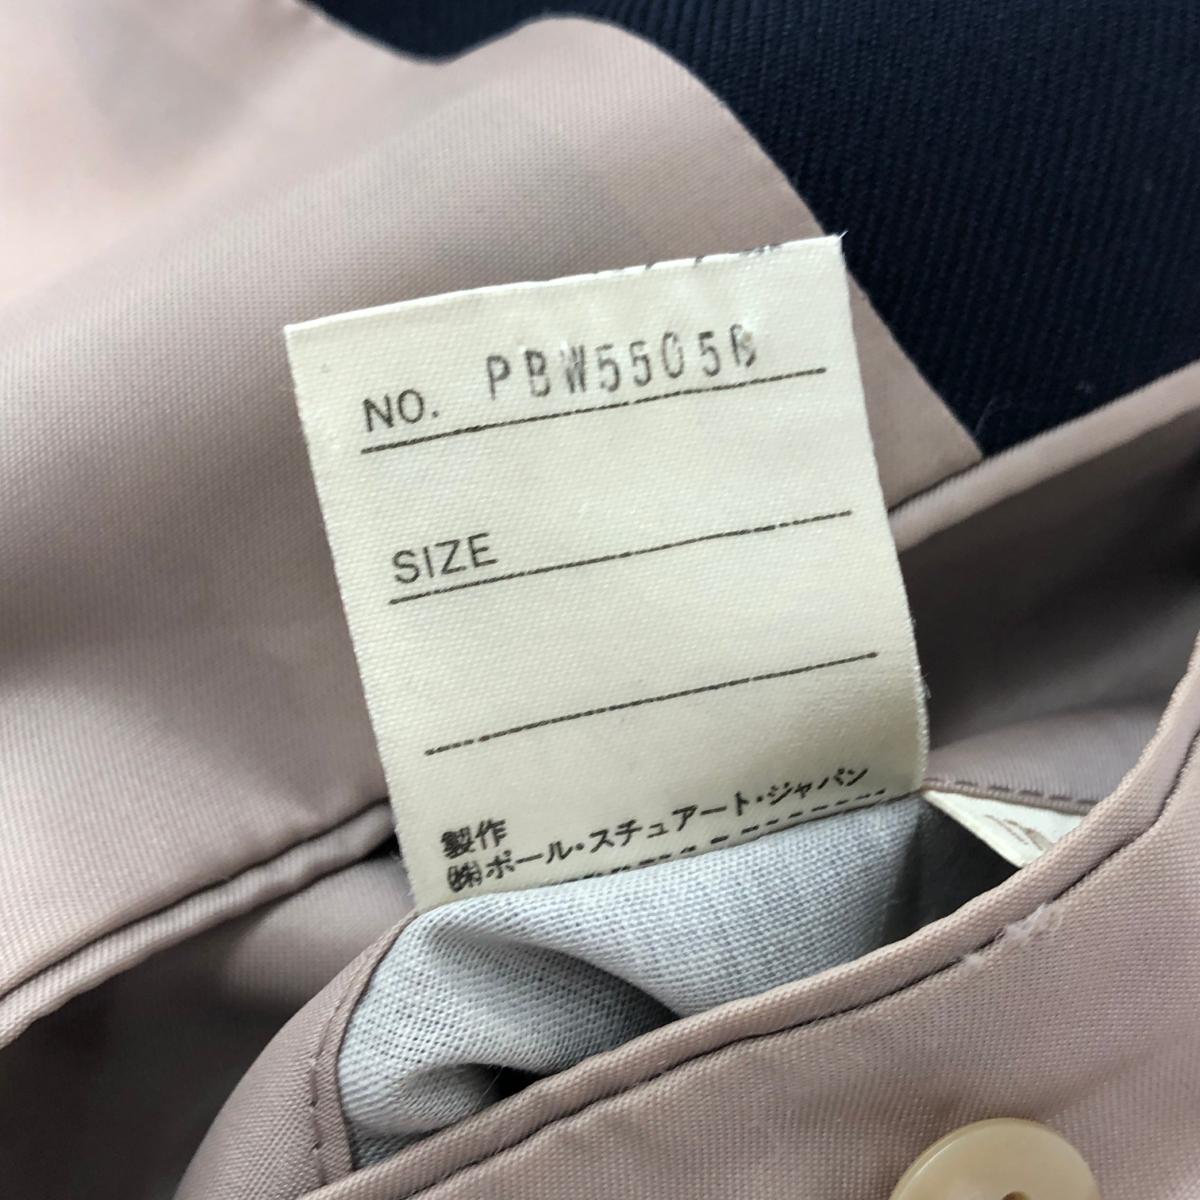 NO. PBW5505B
SIZE
製作
㈱ポール・スチュアート・ジャパン